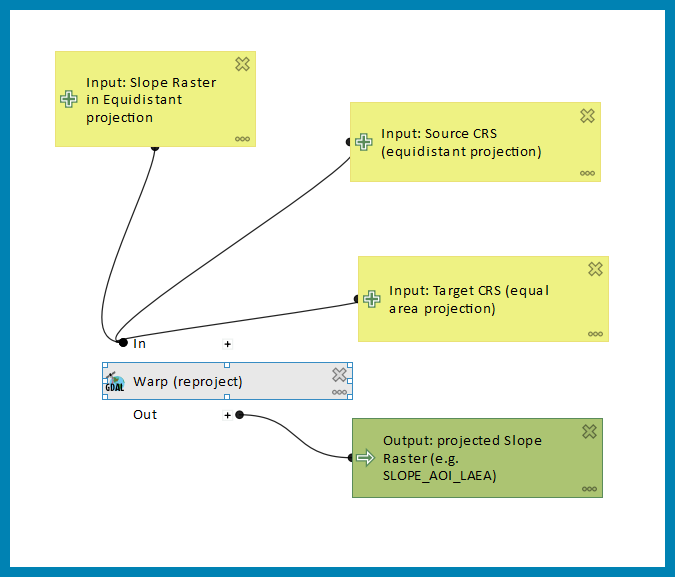 Input: Slope Raster
in Equidistant
projection
Input: Source CRS
(equidistant projection)
Input: Target CRS (equal
area projection)
In +
GDAL
Warp (reproject)
Out +
Output: projected Slope
Raster (e.g.
SLOPE_AOI_LAEA)